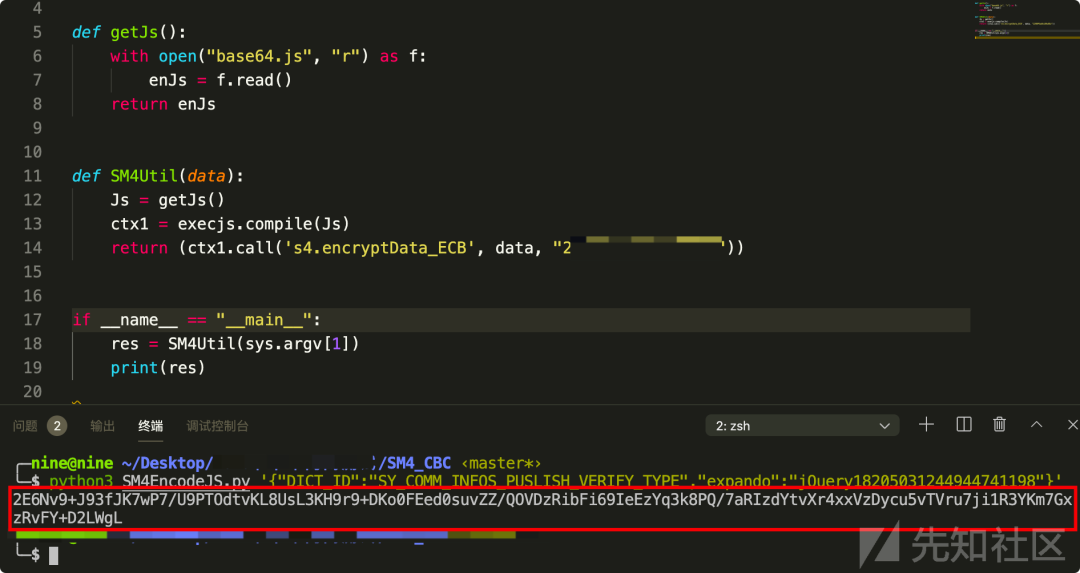 4
5 def getJs():
6 with open("base64.js", "r") as f:
7 enJs = f.read()
8 return enJs
9
10
11 def SM4Util(data):
12 Js = getJs()
13 ctx1 = execjs.compile(Js)
14 return (ctx1.call('s4.encryptData_ECB', data, "2 "))
15
16
17 if __name__ == "__main__":
18 res = SM4Util(sys.argv[1])
19 print(res)
20
问题 2 输出 终端 调试控制台 2: zsh
nine@nine ~/Desktop/ /SM4_CBC ‹master*›
$ python3 SM4EncodeJS.py '{"DICT_ID":"SY_COMM_INFOS_PUSLISH_VERIFY_TYPE","expando":"jQuery18205031244944741198"}'
2E6Nv9+J93fJK7wP7/U9PTOdtvKL8UsL3KH9r9+DKo0FEed0suvZZ/QOVDzRibFi69IeEzYq3k8PQ/7aRIzdYtvXr4xxVzDycu5vTVru7ji1R3YKm7Gx
zRvFY+D2LWgL
$
先知社区